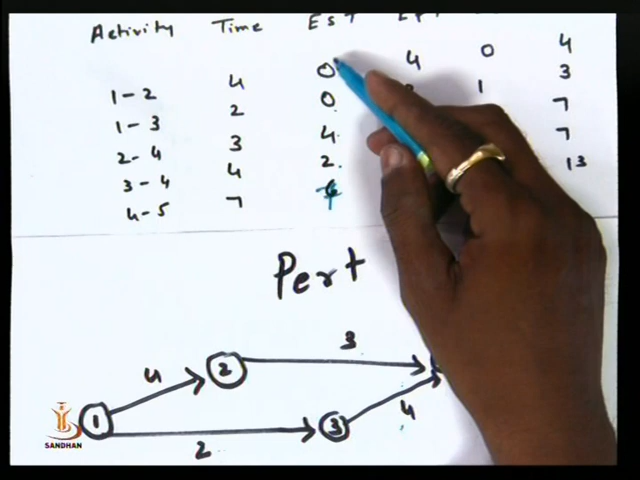 Activity Time EST EFT
1-2 4 0 4 0 4
1-3 2 0 1 3
2-4 3 4 7
3-4 4 2 7
4-5 7 13
Pert
3
4 2
1 3 4
2
SANDHAN